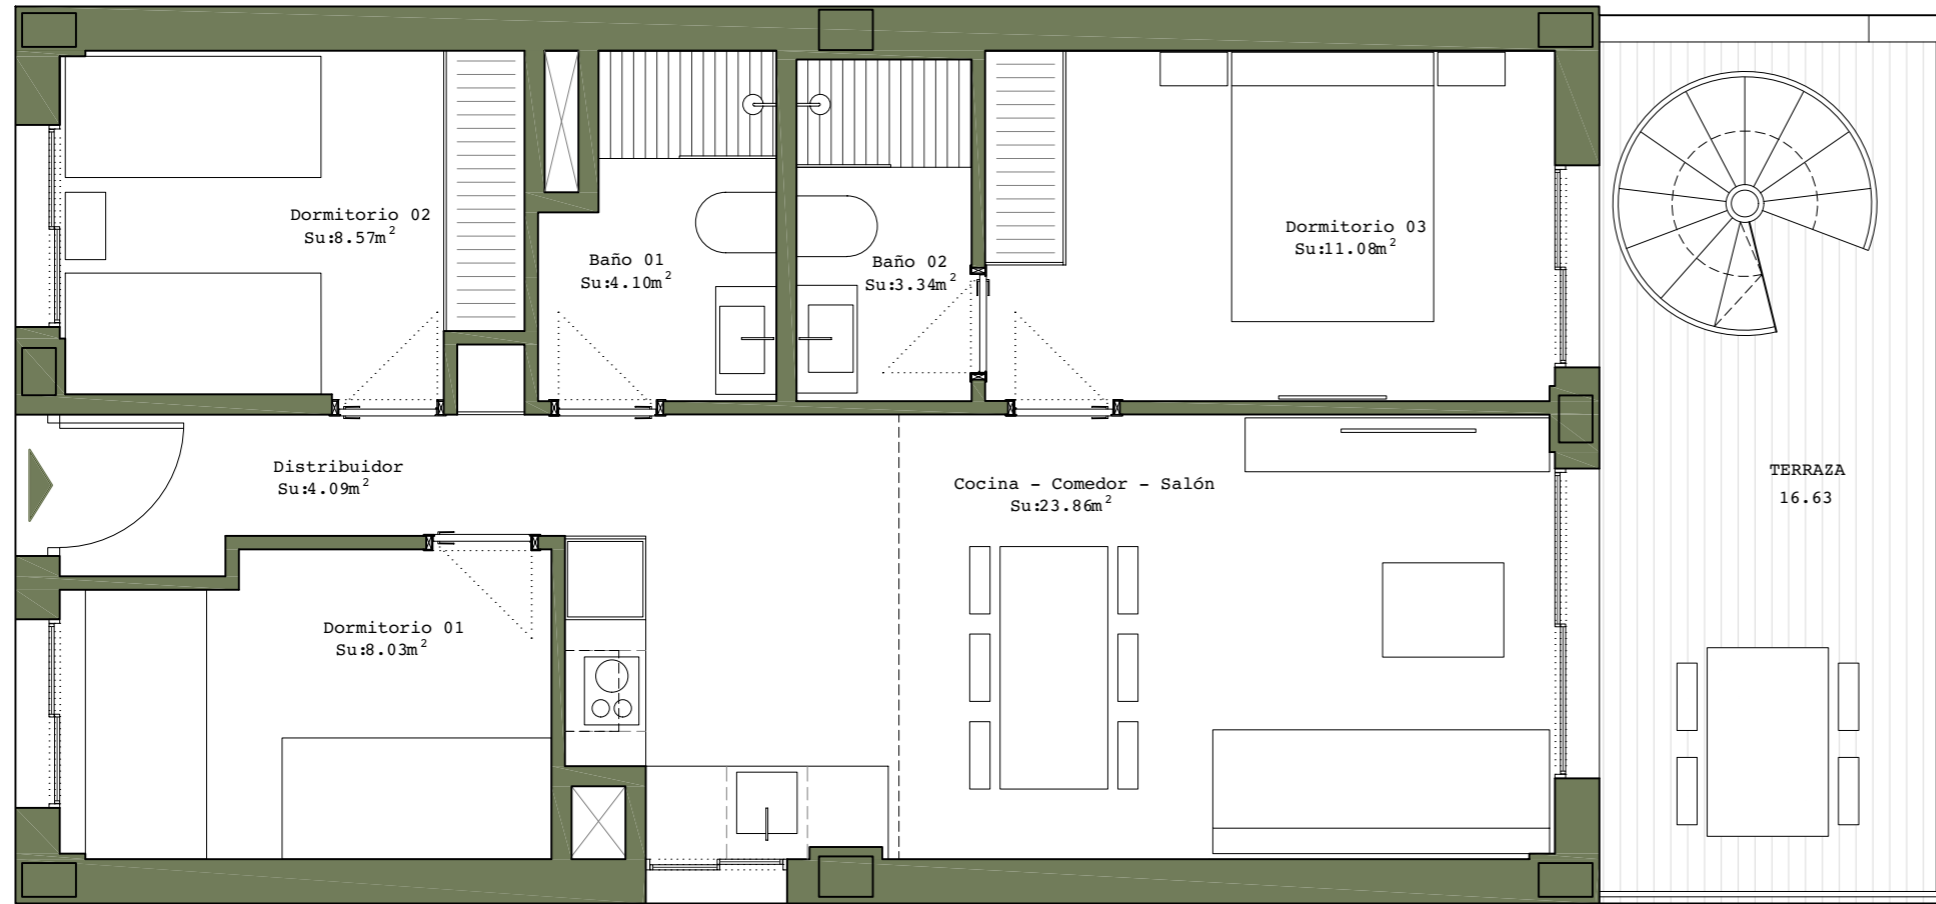 Dormitorio 02
Su:8.57m²
Baño 01
Su:4.10m²
Baño 02
Su:3.34m²
Dormitorio 03
Su:11.08m²
Distribuidor
Su:4.09m²
Cocina - Comedor - Salón
Su:23.86m²
TERRAZA
16.63
Dormitorio 01
Su:8.03m²